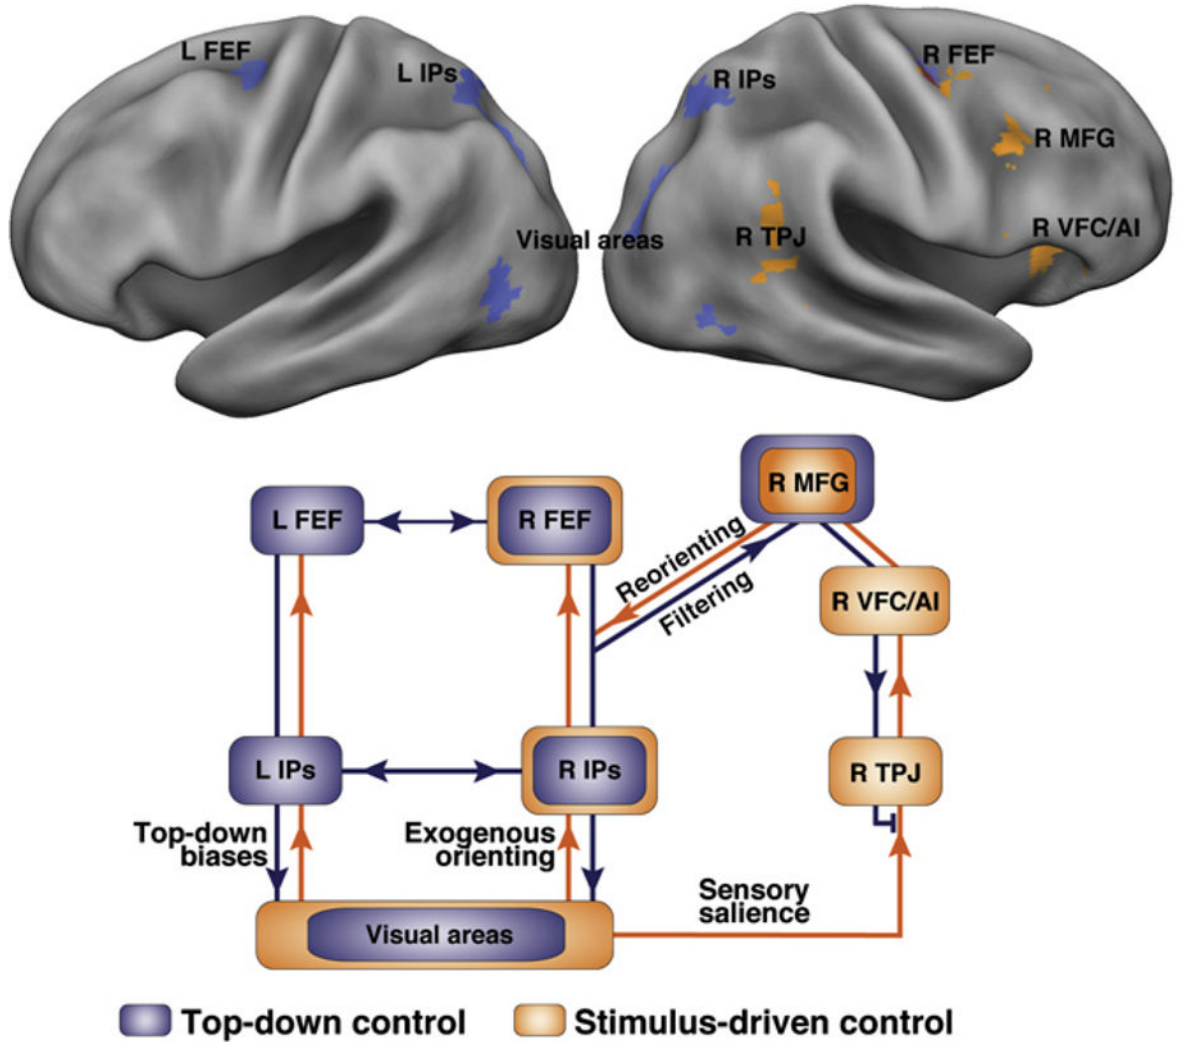 L FEF
L IPs
Visual areas
R IPs
R FEF
R MFG
R TPJ
R VFC/AI
R MFG
L FEF
R FEF
Reorienting
Filtering
R VFC/AI
L IPs
R IPs
R TPJ
Top-down
biases
Exogenous
orienting
Sensory
salience
Visual areas
Top-down control
Stimulus-driven control